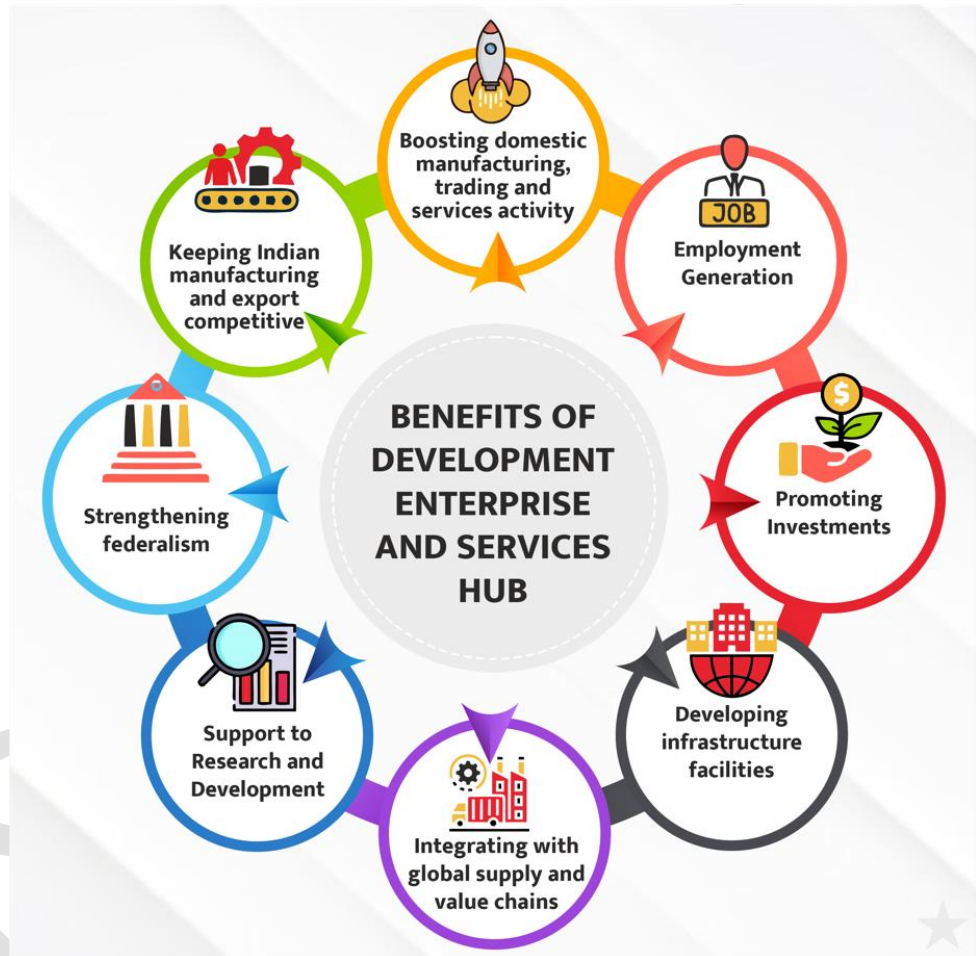 Boosting domestic
manufacturing,
trading and
services activity
JOB
Employment
Generation
$
Promoting
Investments
Developing
infrastructure
facilities
Integrating with
global supply and
value chains
Support to
Research and
Development
Strengthening
federalism
Keeping Indian
manufacturing
and export
competitive
BENEFITS OF
DEVELOPMENT
ENTERPRISE
AND SERVICES
HUB